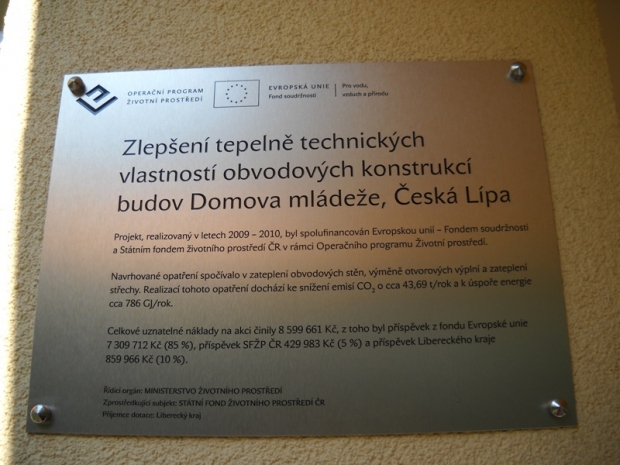 OPERAČNÍ PROGRAM
ŽIVOTNÍ PROSTŘEDÍ
EVROPSKÁ UNIE
Fond soudržnosti
Pro vodu,
vzduch a přírodu
Zlepšení tepelně technických
vlastností obvodových konstrukcí
budov Domova mládeže, Česká Lípa
Projekt, realizovaný v letech 2009 – 2010, byl spolufinancován Evropskou unií – Fondem soudržnosti
a Státním fondem životního prostředí ČR v rámci Operačního programu Životní prostředí.
Navrhované opatření spočívalo v zateplení obvodových stěn, výměně otvorových výplní a zateplení
střechy. Realizací tohoto opatření dochází ke snížení emisí CO₂ o cca 43,69 t/rok a k úspoře energie
cca 786 GJ/rok.
Celkové uznatelné náklady na akci činily 8 599 661 Kč, z toho byl příspěvek z fondu Evropské unie
7 309 712 Kč (85 %), příspěvek SFŽP ČR 429 983 Kč (5 %) a příspěvek Libereckého kraje
859 966 Kč (10 %).
Řídící orgán: MINISTERSTVO ŽIVOTNÍHO PROSTŘEDÍ
Zprostředkující subjekt: STÁTNÍ FOND ŽIVOTNÍHO PROSTŘEDÍ ČR
Příjemce dotace: Liberecký kraj